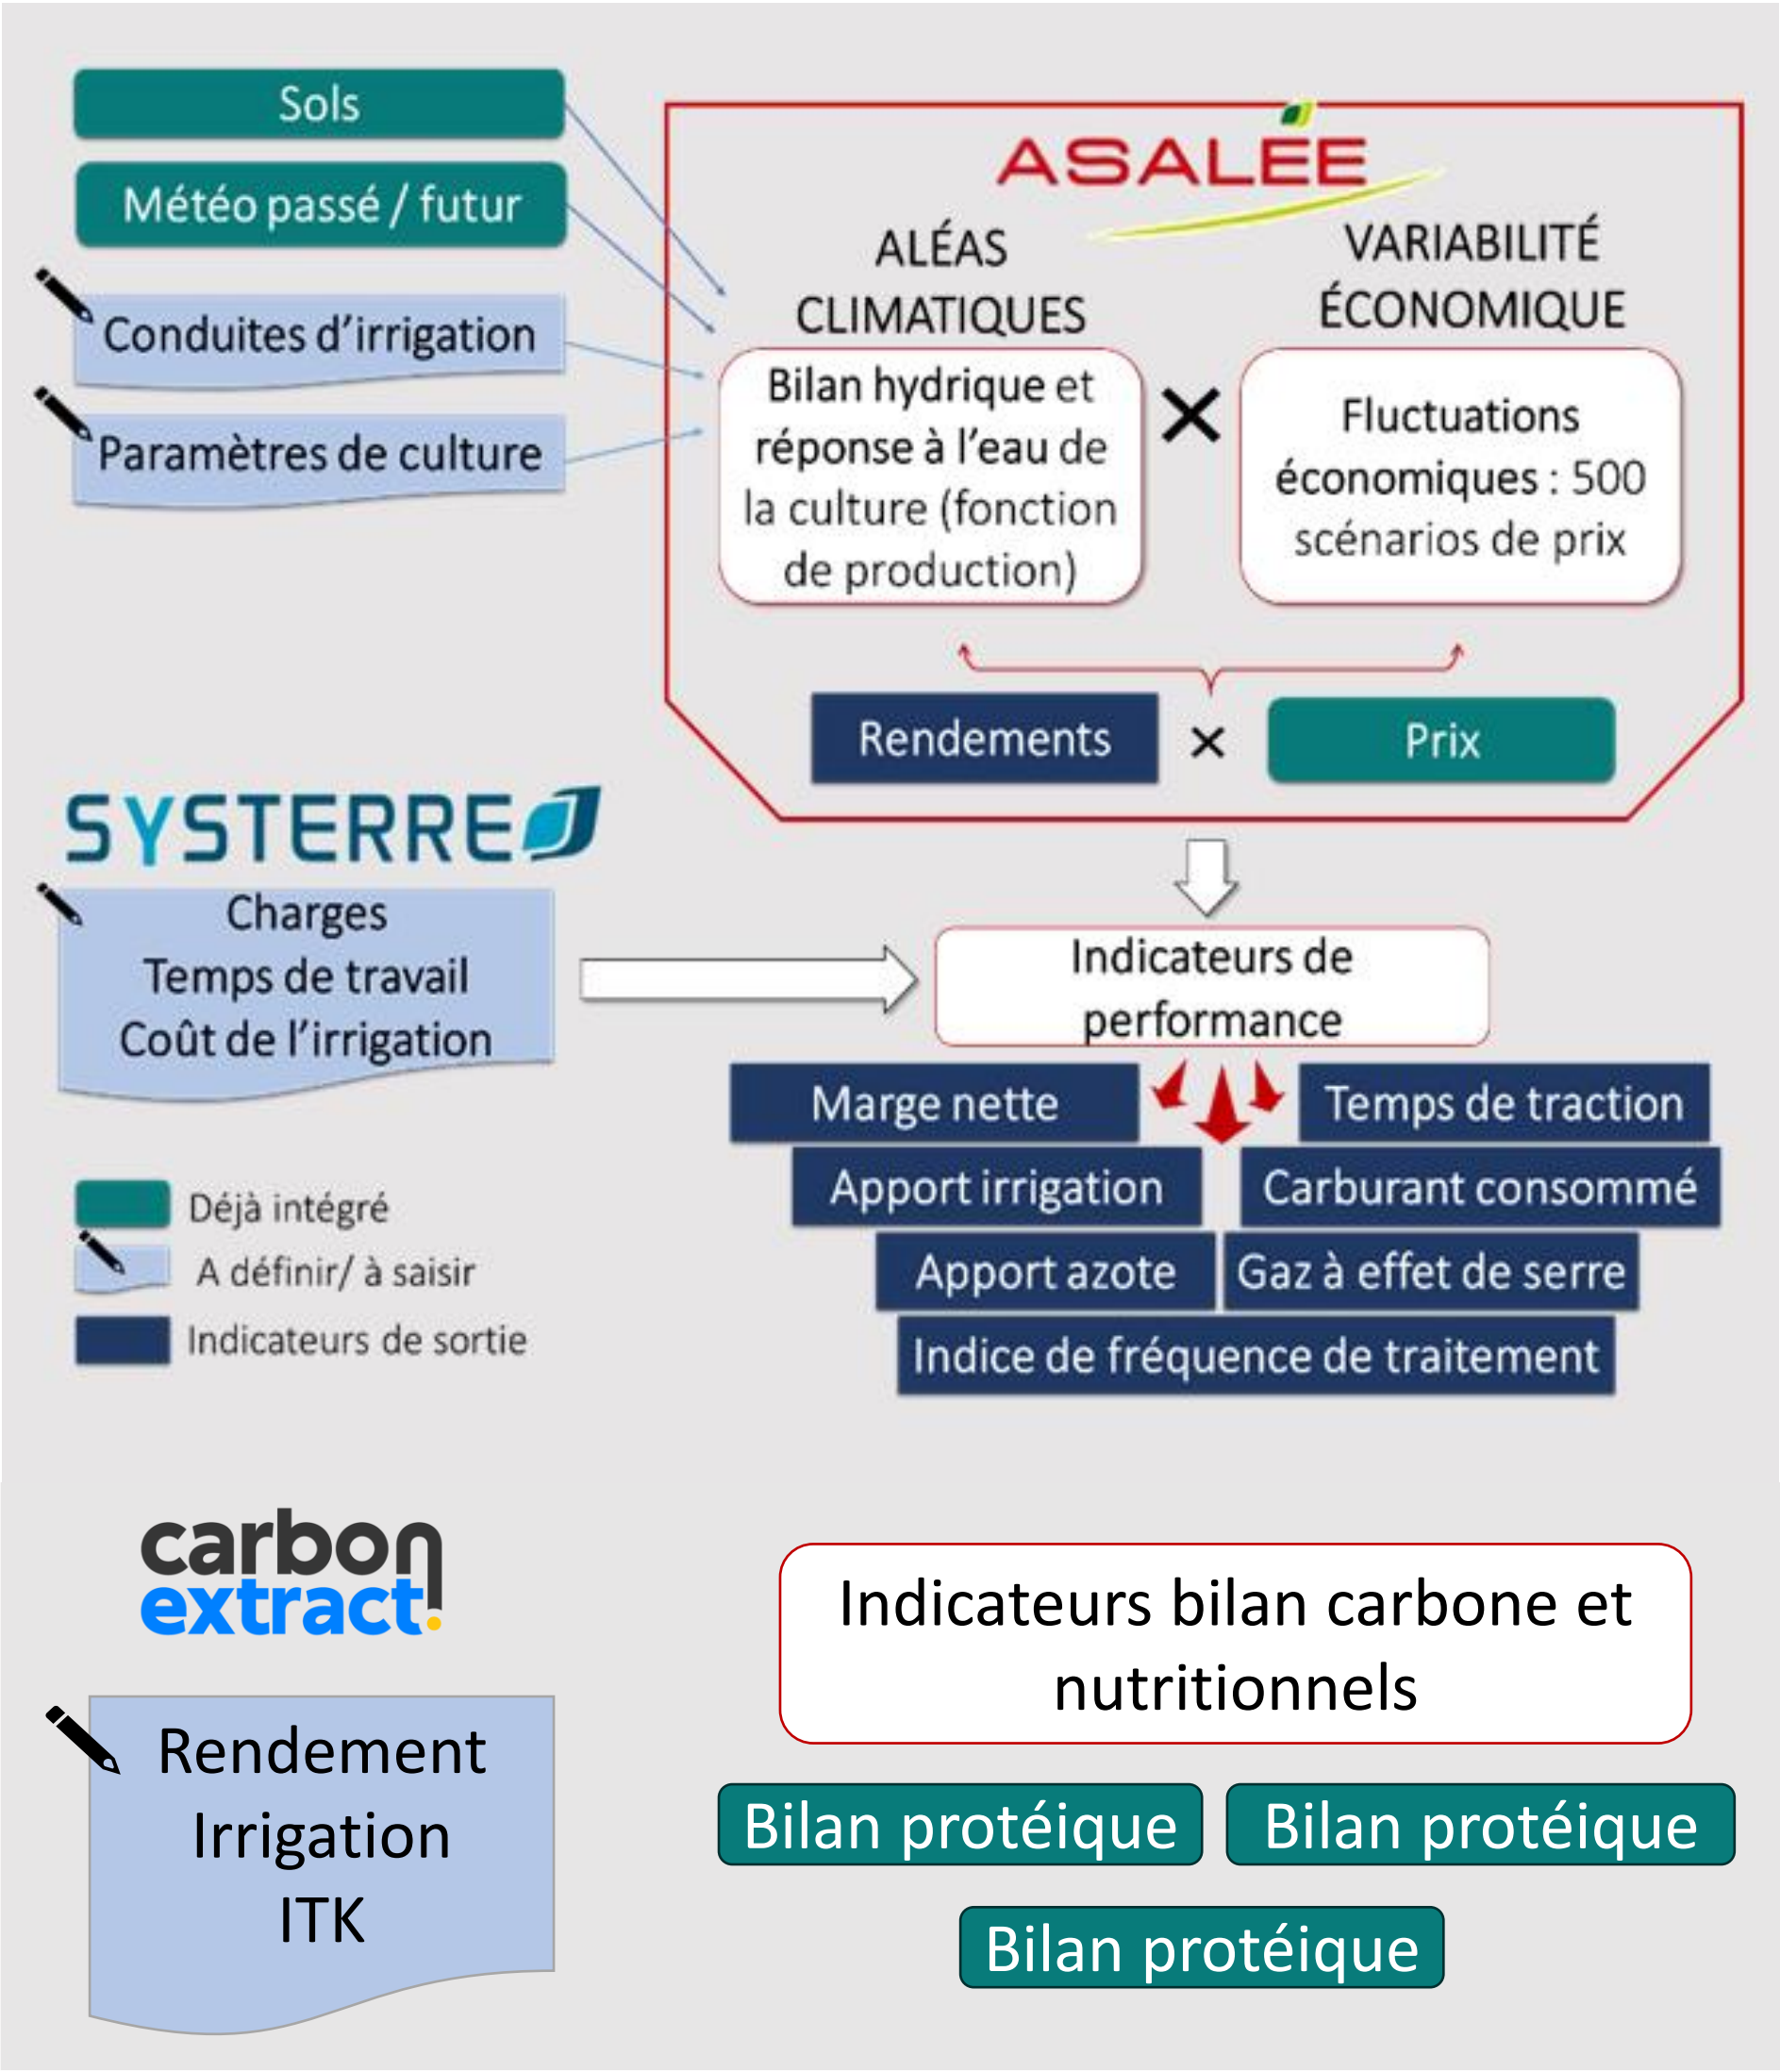 Sols
Météo passé / futur
Conduites d'irrigation
Paramètres de culture
ASALÉE
ALÉAS
CLIMATIQUES
Bilan hydrique et
réponse à l'eau de
la culture (fonction
de production)
VARIABILITÉ
ÉCONOMIQUE
Fluctuations
économiques : 500
scénarios de prix
Rendements
×
Prix
SYSTERRE
Charges
Temps de travail
Coût de l'irrigation
Indicateurs de
performance
Marge nette
Temps de traction
Apport irrigation
Carburant consommé
Apport azote
Gaz à effet de serre
Indice de fréquence de traitement
Déjà intégré
A définir/ à saisir
Indicateurs de sortie
carbon
extract!
Rendement
Irrigation
ITK
Indicateurs bilan carbone et
nutritionnels
Bilan protéique
Bilan protéique
Bilan protéique